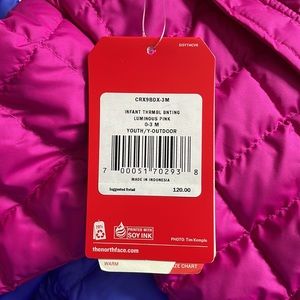 CRX9BDX-3M
INFANT THRMBL BNTING
LUMINOUS PINK
0-3 M
YOUTH/Y-OUTDOOR
7 00051 70293 8
MADE IN INDONESIA
Suggested Retail
120.00
PRINTED WITH
SOY INK
PHOTO: Tim Kemple
thenorthface.com
WARM
ZE CHART